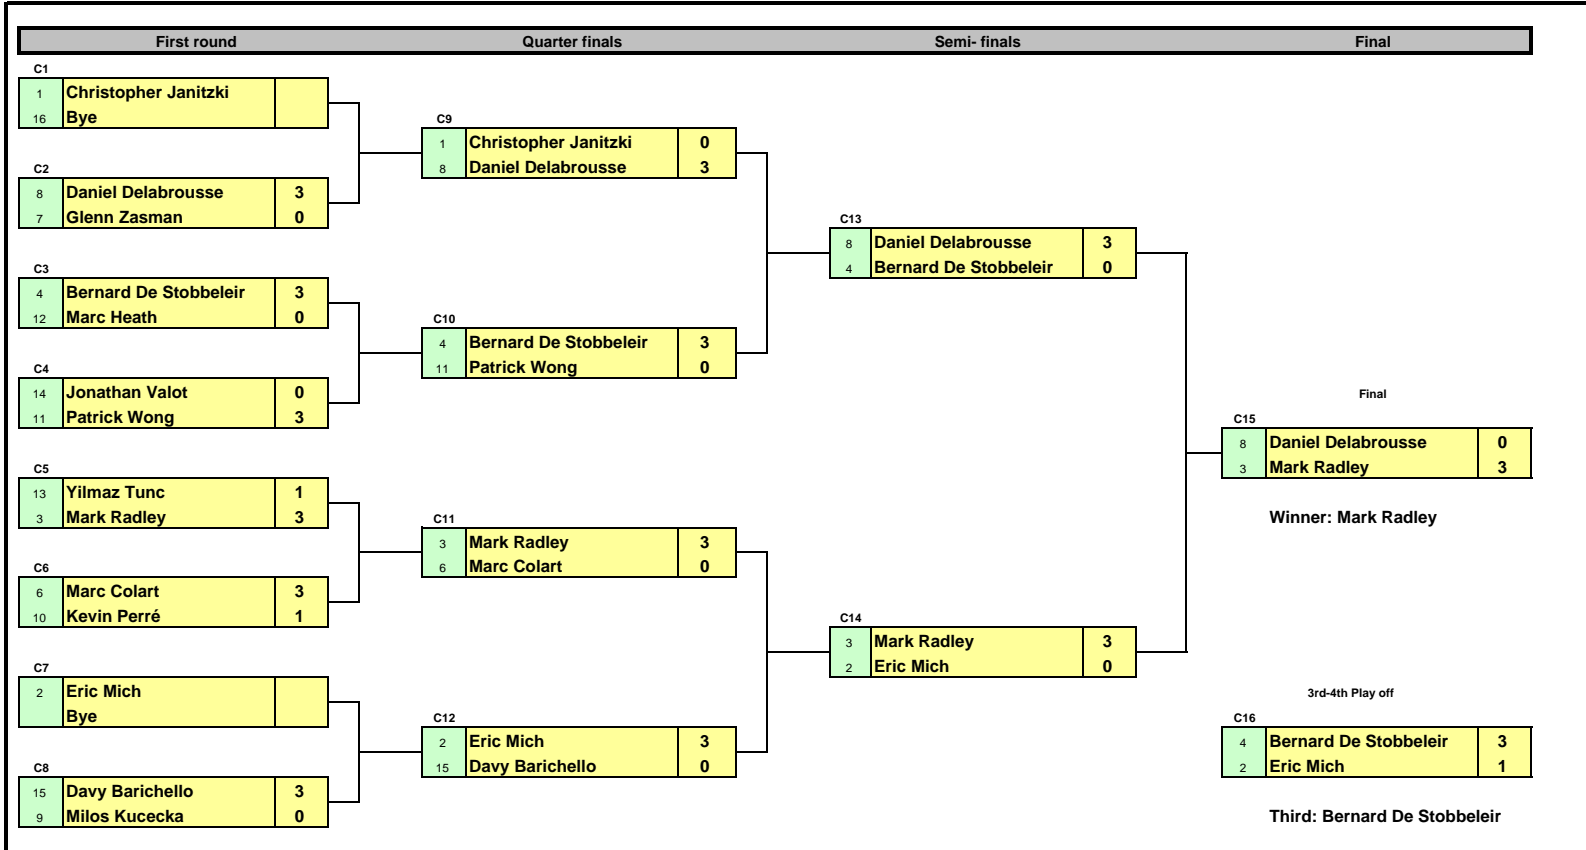 First round Quarter finals Semi- finals Final
C1
1 Christopher Janitzki
16 Bye
C2
8 Daniel Delabrousse 3
7 Glenn Zasman 0
C3
4 Bernard De Stobbeleir 3
12 Marc Heath 0
C4
14 Jonathan Valot 0
11 Patrick Wong 3
C5
13 Yilmaz Tunc 1
3 Mark Radley 3
C6
6 Marc Colart 3
10 Kevin Perré 1
C7
2 Eric Mich
Bye
C8
15 Davy Barichello 3
9 Milos Kucecka 0
C9
1 Christopher Janitzki 0
8 Daniel Delabrousse 3
C10
4 Bernard De Stobbeleir 3
11 Patrick Wong 0
C11
3 Mark Radley 3
6 Marc Colart 0
C12
2 Eric Mich 3
15 Davy Barichello 0
C13
8 Daniel Delabrousse 3
4 Bernard De Stobbeleir 0
C14
3 Mark Radley 3
2 Eric Mich 0
Final
C15
8 Daniel Delabrousse 0
3 Mark Radley 3
Winner: Mark Radley
3rd-4th Play off
C16
4 Bernard De Stobbeleir 3
2 Eric Mich 1
Third: Bernard De Stobbeleir